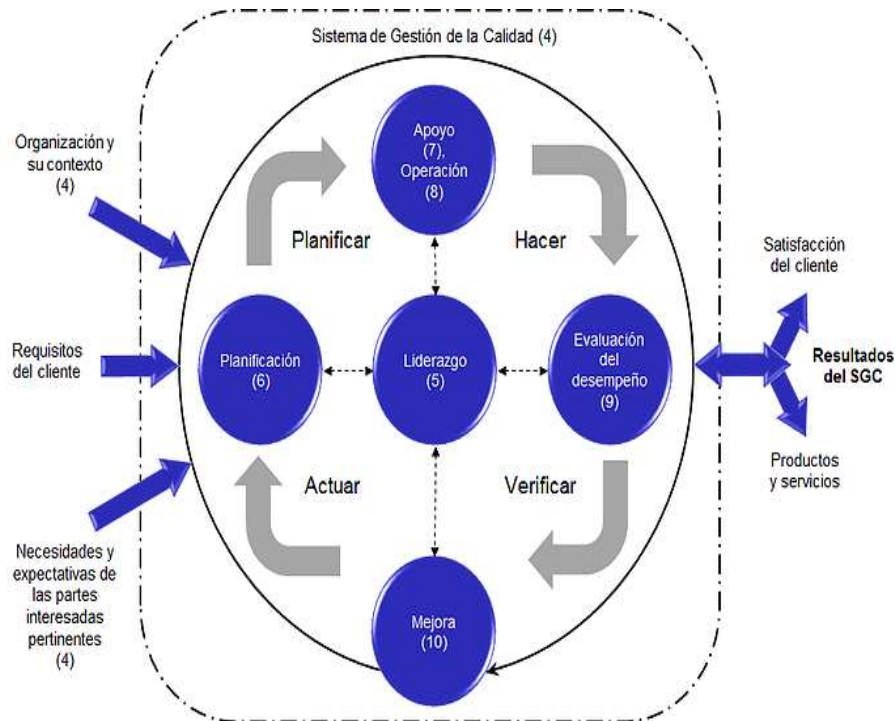 Sistema de Gestión de la Calidad (4)
Organización y
su contexto
(4)
Requisitos
del cliente
Necesidades y
expectativas de
las partes
interesadas
pertinentes
(4)
Apoyo
(7),
Operación
(8)
Planificar
Hacer
Planificación
(6)
Liderazgo
(5)
Evaluación
del
desempeño
(9)
Actuar
Verificar
Mejora
(10)
Satisfacción
del cliente
Resultados
del SGC
Productos
y servicios